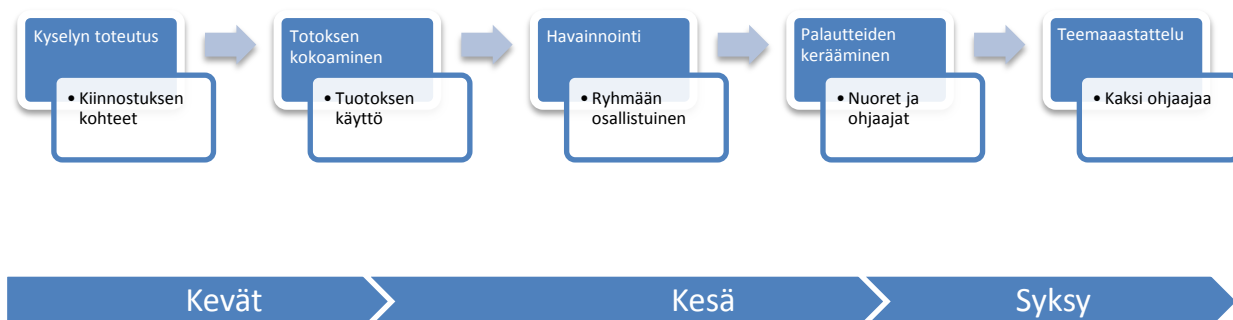 Kyselyn toteutus
• Kiinnostuksen
kohteet
Totoksen
kokoaminen
• Tuotoksen
käyttö
Havainnointi
• Ryhmään
osallistuinen
Palautteiden
kerääminen
• Nuoret ja
ohjaajat
Teemaaastattelu
• Kaksi ohjaajaa
Kevät
Kesä
Syksy